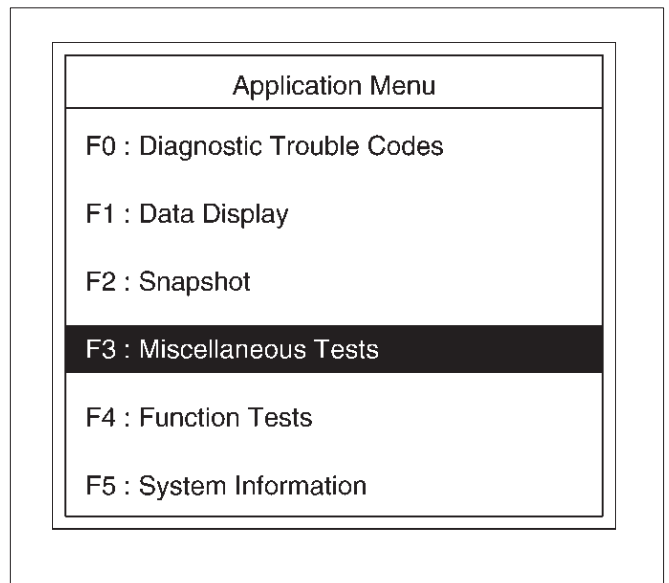 Application Menu
F0 : Diagnostic Trouble Codes
F1 : Data Display
F2 : Snapshot
F3 : Miscellaneous Tests
F4 : Function Tests
F5 : System Information